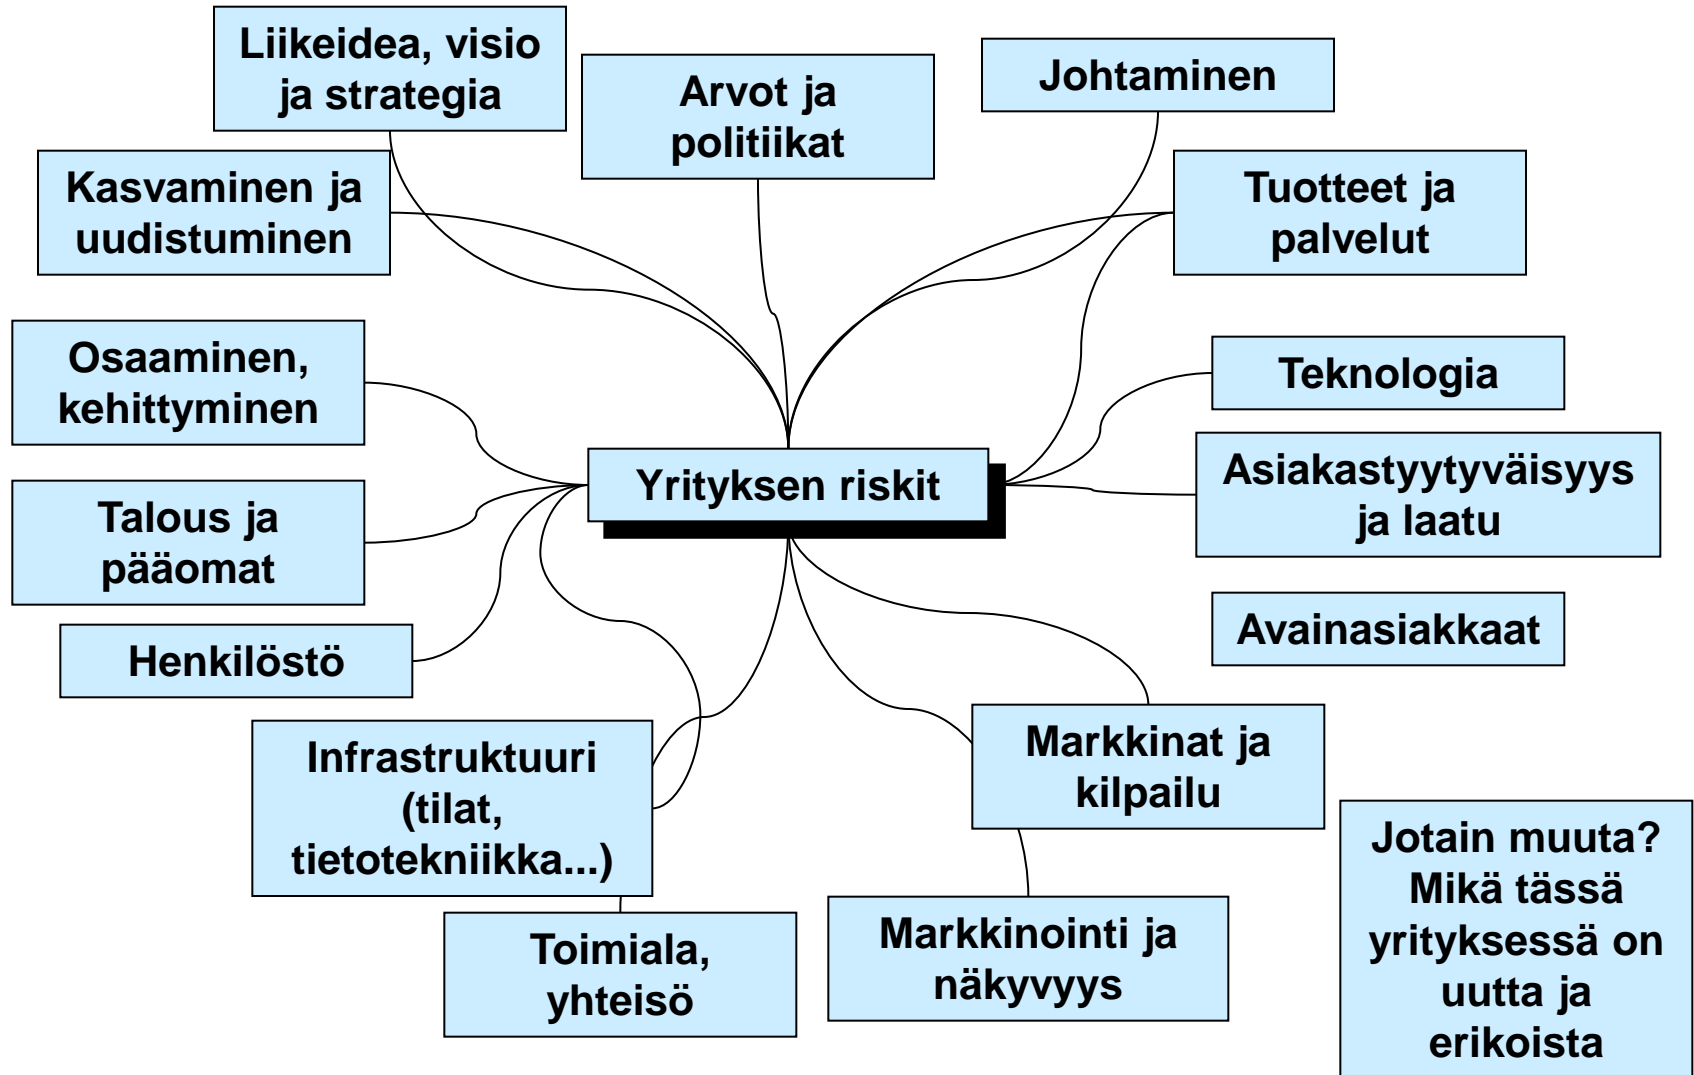 Liikeidea, visio
ja strategia
Arvot ja
politiikat
Johtaminen
Kasvaminen ja
uudistuminen
Tuotteet ja
palvelut
Osaaminen,
kehittyminen
Teknologia
Yrityksen riskit
Asiakastyytyväisyys
ja laatu
Talous ja
pääomat
Avainasiakkaat
Henkilöstö
Infrastruktuuri
(tilat,
tietotekniikka...)
Markkinat ja
kilpailu
Jotain muuta?
Mikä tässä
yrityksessä on
uutta ja
erikoista
Toimiala,
yhteisö
Markkinointi ja
näkyvyys